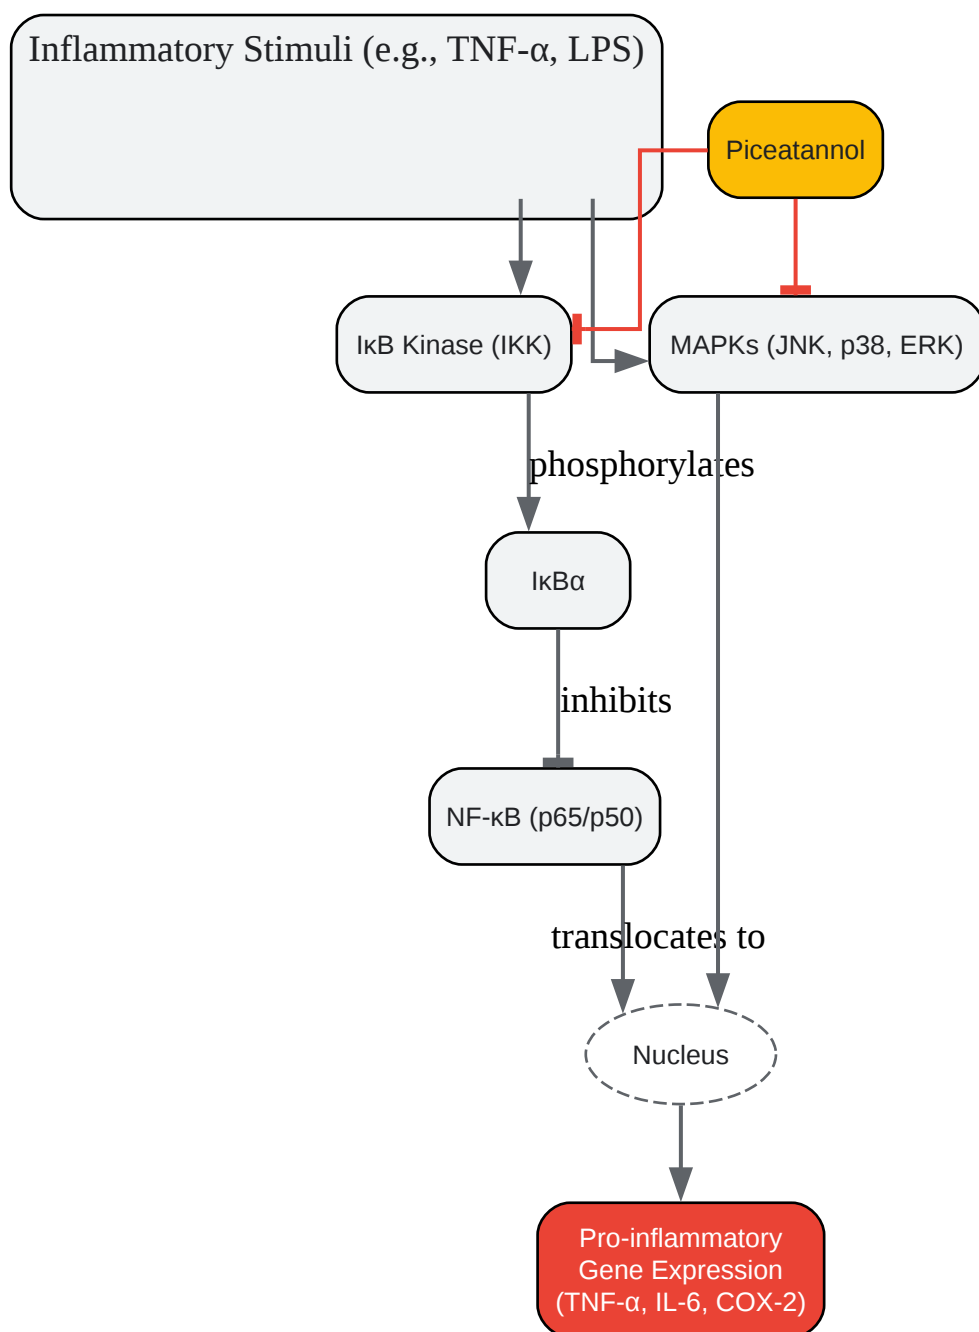 Inflammatory Stimuli (e.g., TNF-α, LPS)
Piceatannol
IκB Kinase (IKK)
MAPKs (JNK, p38, ERK)
phosphorylates
IκBα
inhibits
NF-κB (p65/p50)
translocates to
Nucleus
Pro-inflammatory
Gene Expression
(TNF-α, IL-6, COX-2)